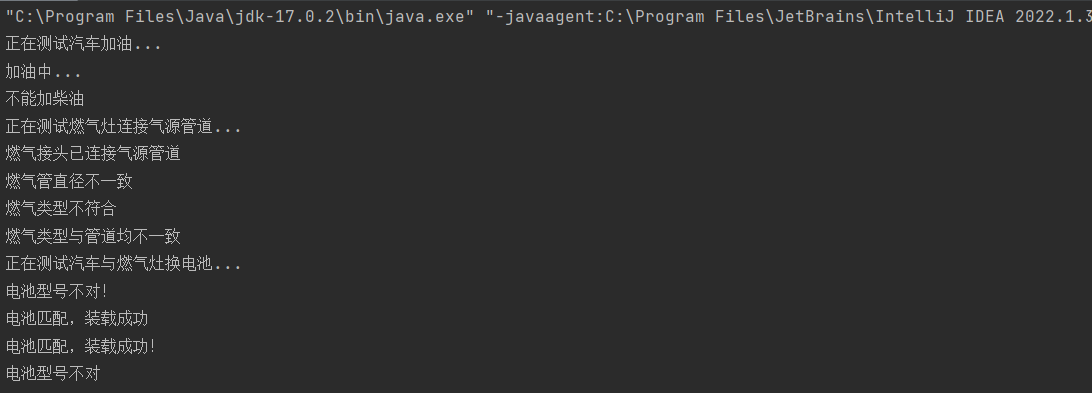 "C:\Program Files\Java\jdk-17.0.2\bin\java.exe" "-javaagent:C:\Program Files\JetBrains\IntelliJ IDEA 2022.1.3
正在测试汽车加油...
加油中...
不能加柴油
正在测试燃气灶连接气源管道...
燃气接头已连接气源管道
燃气管直径不一致
燃气类型不符合
燃气类型与管道均不一致
正在测试汽车与燃气灶换电池...
电池型号不对!
电池匹配，装载成功
电池匹配，装载成功!
电池型号不对